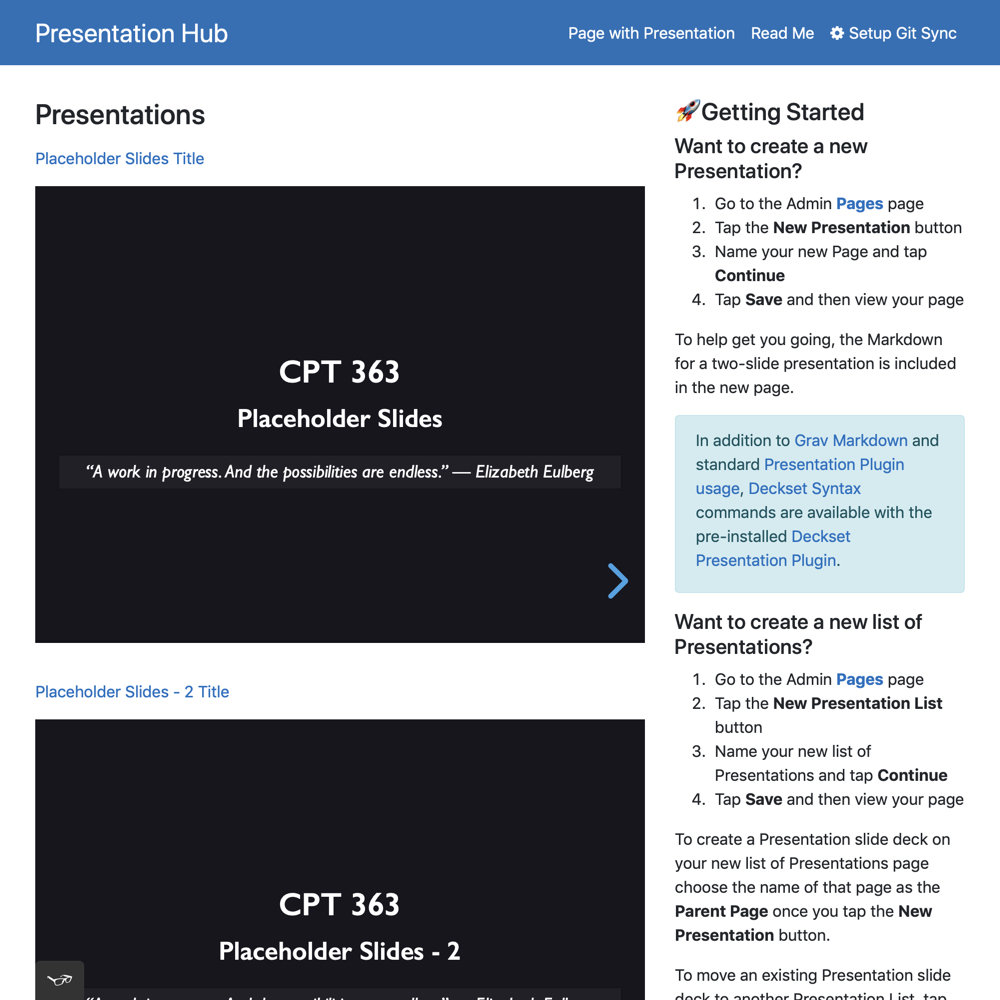 Presentation Hub
Page with Presentation
Read Me
Setup Git Sync
Presentations
Placeholder Slides Title
CPT 363
Placeholder Slides
“A work in progress. And the possibilities are endless.” — Elizabeth Eulberg
Placeholder Slides - 2 Title
CPT 363
Placeholder Slides - 2
🚀Getting Started
Want to create a new
Presentation?
1. Go to the Admin Pages page
2. Tap the New Presentation button
3. Name your new Page and tap
Continue
4. Tap Save and then view your page
To help get you going, the Markdown
for a two-slide presentation is included
in the new page.
In addition to Grav Markdown and
standard Presentation Plugin
usage, Deckset Syntax
commands are available with the
pre-installed Deckset
Presentation Plugin.
Want to create a new list of
Presentations?
1. Go to the Admin Pages page
2. Tap the New Presentation List
button
3. Name your new list of
Presentations and tap Continue
4. Tap Save and then view your page
To create a Presentation slide deck on
your new list of Presentations page
choose the name of that page as the
Parent Page once you tap the New
Presentation button.
To move an existing Presentation slide
deck to another Presentation List, tap